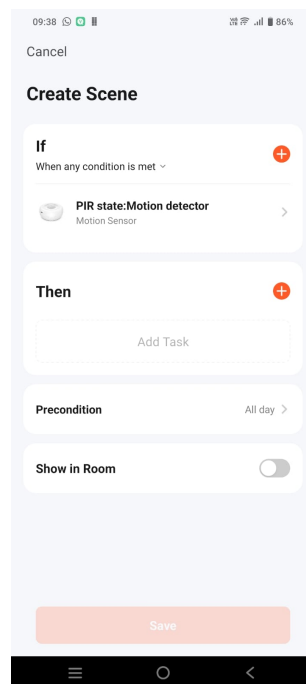 09:38
86%
Cancel
Create Scene
If
When any condition is met
PIR state:Motion detector
Motion Sensor
Then
Add Task
Precondition
All day
Show in Room
Save